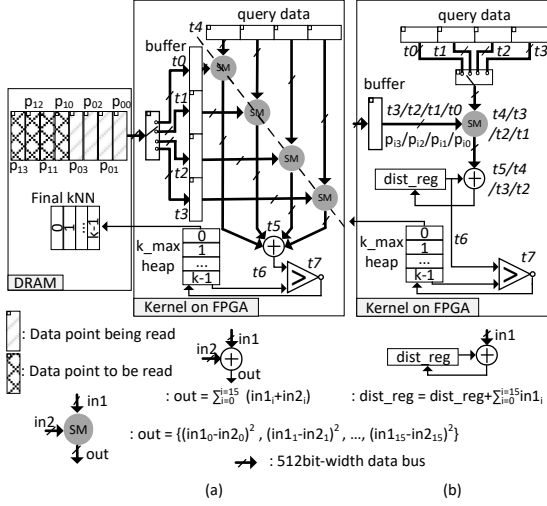 query data
t4
buffer
t0
SM
t1
SM
t2
SM
t3
SM
p12 p10 p02 p00
p13 p11 p03 p01
Final kNN
0
1
...
k-1
DRAM
t5
t6
k_max
heap
0
1
...
k-1
t7
>
Kernel on FPGA
query data
t0 t1 t2 t3
buffer
t3/t2/t1/t0
pi3/pi2/pi1/pi0
SM
t4/t3
/t2/t1
dist_reg
t5/t4
/t3/t2
t6
k_max
heap
0
1
...
k-1
t7
>
Kernel on FPGA
: Data point being read
: Data point to be read
in1
in2
SM
out
in1
in2
out
: out = ∑_{i=0}^{i=15} (in1i+in2i)
in1
dist_reg
: dist_reg = dist_reg+∑_{i=0}^{i=15}in1i
: out = {(in10-in20)², (in11-in21)², ..., (in115-in215)²}
: 512bit-width data bus
(a)
(b)